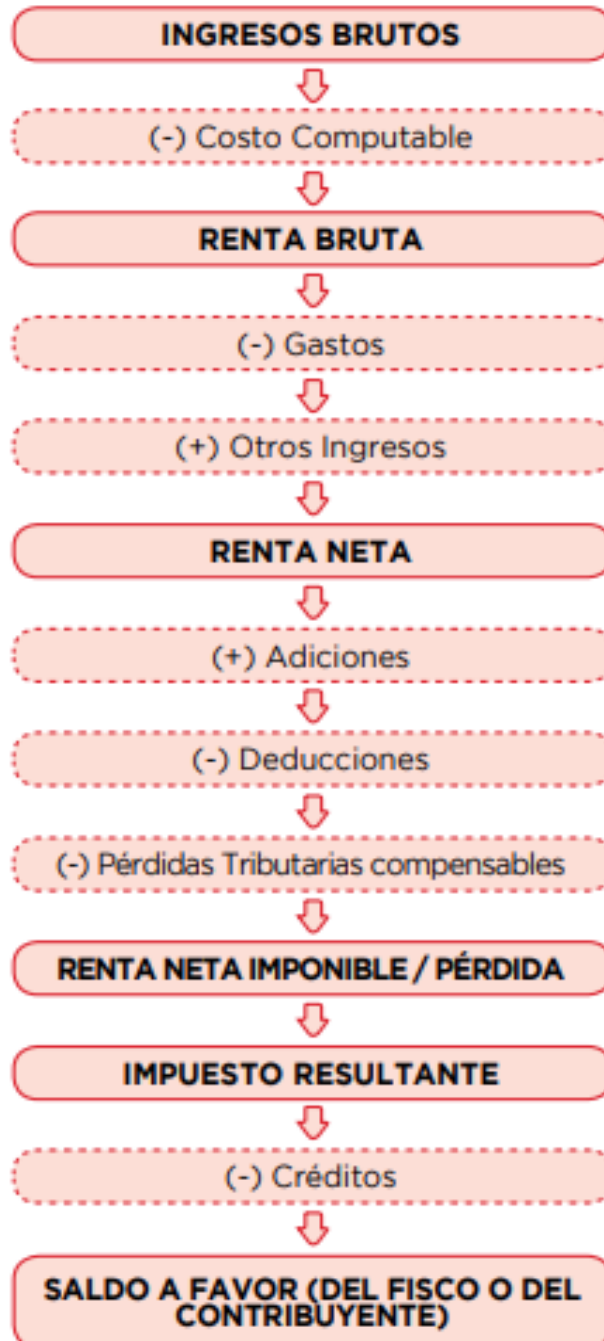 INGRESOS BRUTOS
(-) Costo Computable
RENTA BRUTA
(-) Gastos
(+) Otros Ingresos
RENTA NETA
(+) Adiciones
(-) Deducciones
(-) Pérdidas Tributarias compensables
RENTA NETA IMPONIBLE / PÉRDIDA
IMPUESTO RESULTANTE
(-) Créditos
SALDO A FAVOR (DEL FISCO O DEL
CONTRIBUYENTE)